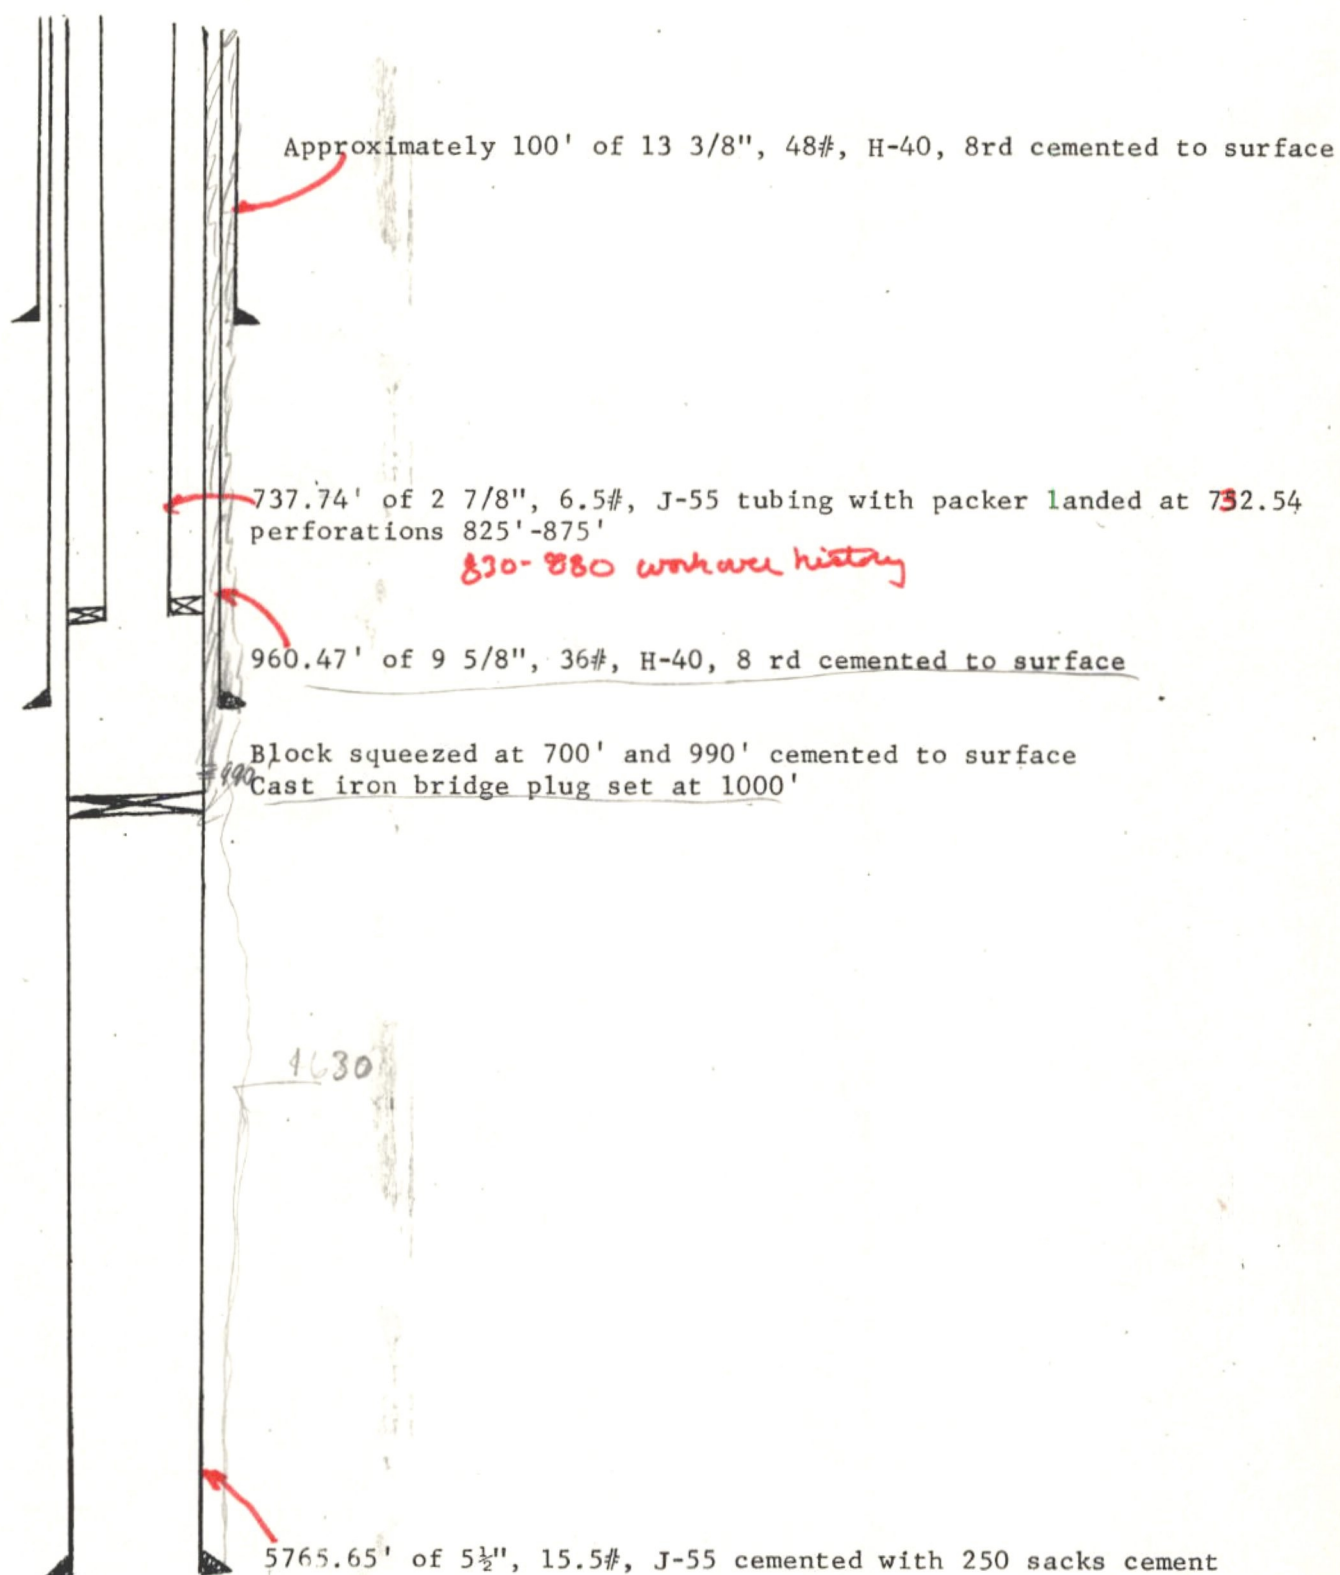 Approximately 100' of 13 3/8", 48#, H-40, 8rd cemented to surface
737.74' of 2 7/8", 6.5#, J-55 tubing with packer landed at 732.54
perforations 825'-875'
830-880 workover history
960.47' of 9 5/8", 36#, H-40, 8 rd cemented to surface
Block squeezed at 700' and 990' cemented to surface
990
Cast iron bridge plug set at 1000'
5765.65' of 5½", 15.5#, J-55 cemented with 250 sacks cement